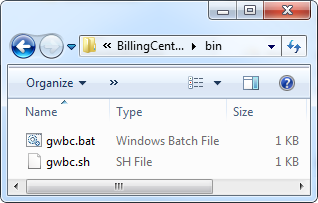 « BillingCent... ▸ bin
Organize ▾ »
Name Type Size
gwbc.bat Windows Batch File 1 KB
gwbc.sh SH File 1 KB